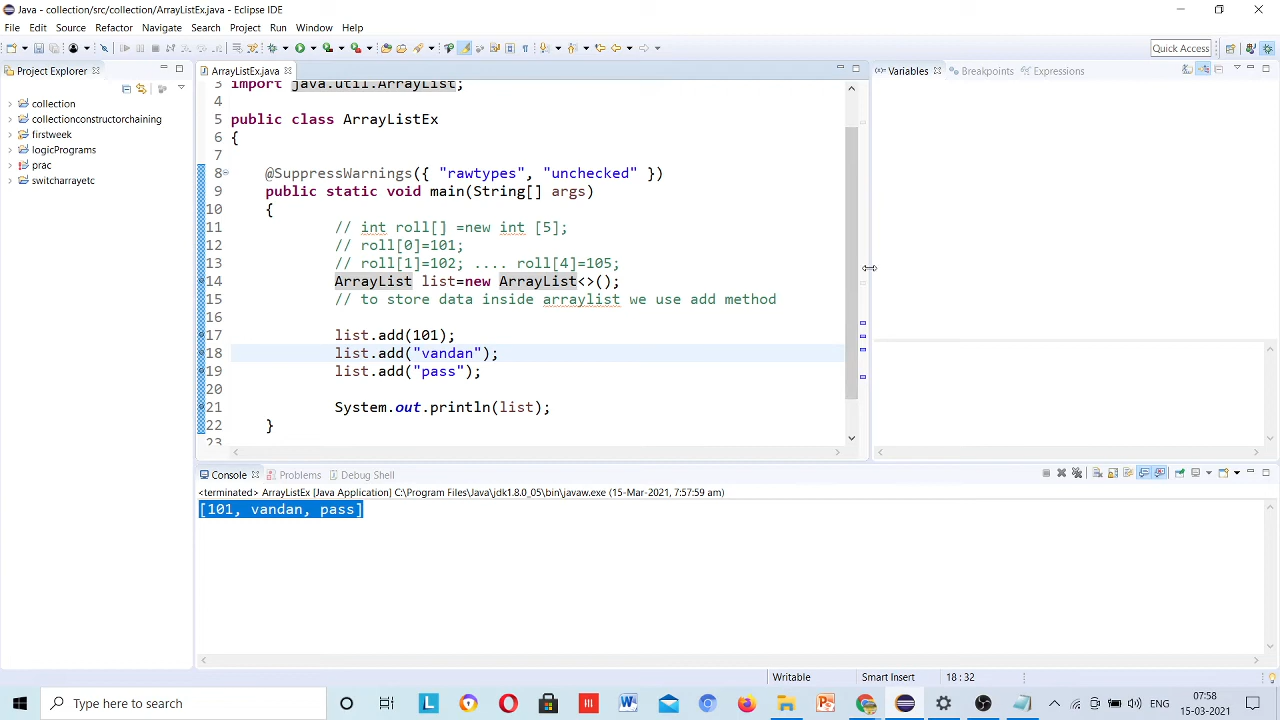 Java - collection/src/collection/ArrayListEx.java - Eclipse IDE
File Edit Source Refactor Navigate Search Project Run Window Help
Quick Access
Project Explorer
ArrayListEx.java
Variables Breakpoints Expressions
collection
collectionconstructorchaining
firstweek
logicPrograms
prac
switcharrayetc
3 import java.util.ArrayList;
4
5 public class ArrayListEx
6 {
7
8 @SuppressWarnings({ "rawtypes", "unchecked" })
9 public static void main(String[] args)
10 {
11 // int roll[] =new int [5];
12 // roll[0]=101;
13 // roll[1]=102; .... roll[4]=105;
14 ArrayList list=new ArrayList<>();
15 // to store data inside arraylist we use add method
16
17 list.add(101);
18 list.add("vandan");
19 list.add("pass");
20
21 System.out.println(list);
22 }
23
Console Problems Debug Shell
<terminated> ArrayListEx [Java Application] C:\Program Files\Java\jdk1.8.0_05\bin\javaw.exe (15-Mar-2021, 7:57:59 am)
[101, vandan, pass]
Writable Smart Insert 18 : 32
Type here to search
ENG
07:58
15-03-2021